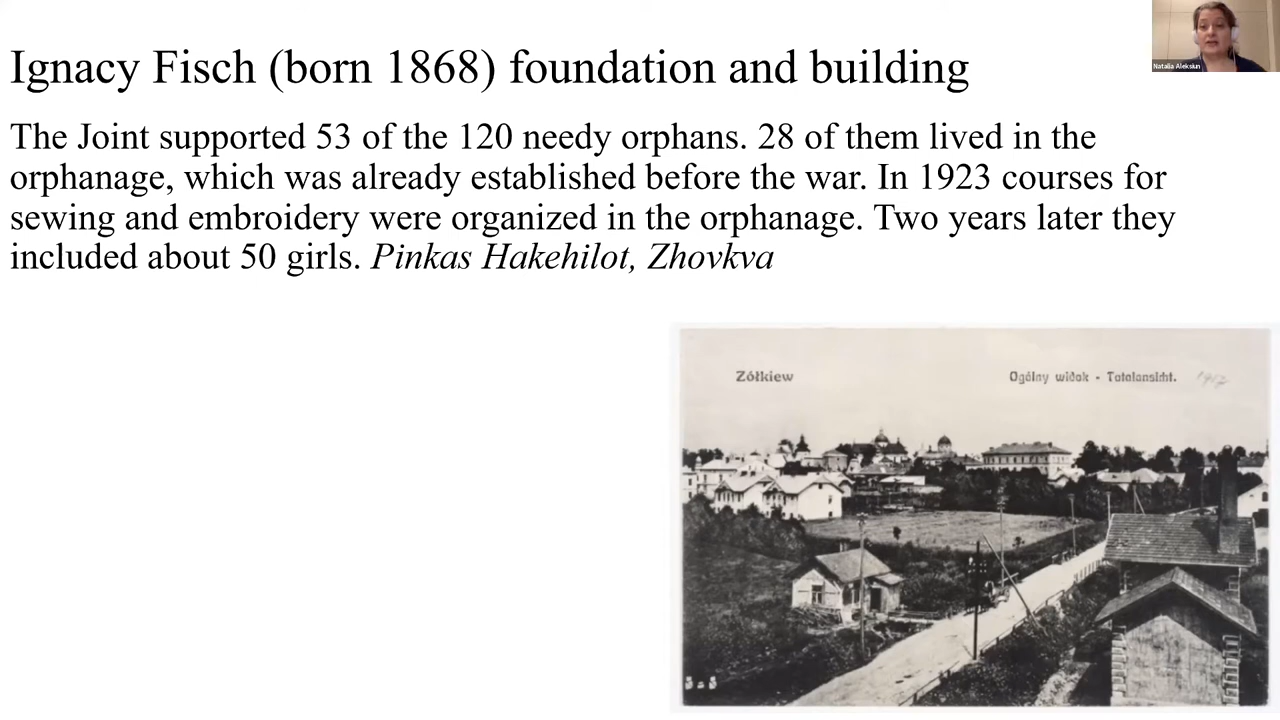 Ignacy Fisch (born 1868) foundation and building
Natalia Aleksiun
The Joint supported 53 of the 120 needy orphans. 28 of them lived in the
orphanage, which was already established before the war. In 1923 courses for
sewing and embroidery were organized in the orphanage. Two years later they
included about 50 girls. Pinkas Hakehilot, Zhovkva
Żółkiew
Ogólny widok - Totalansicht.